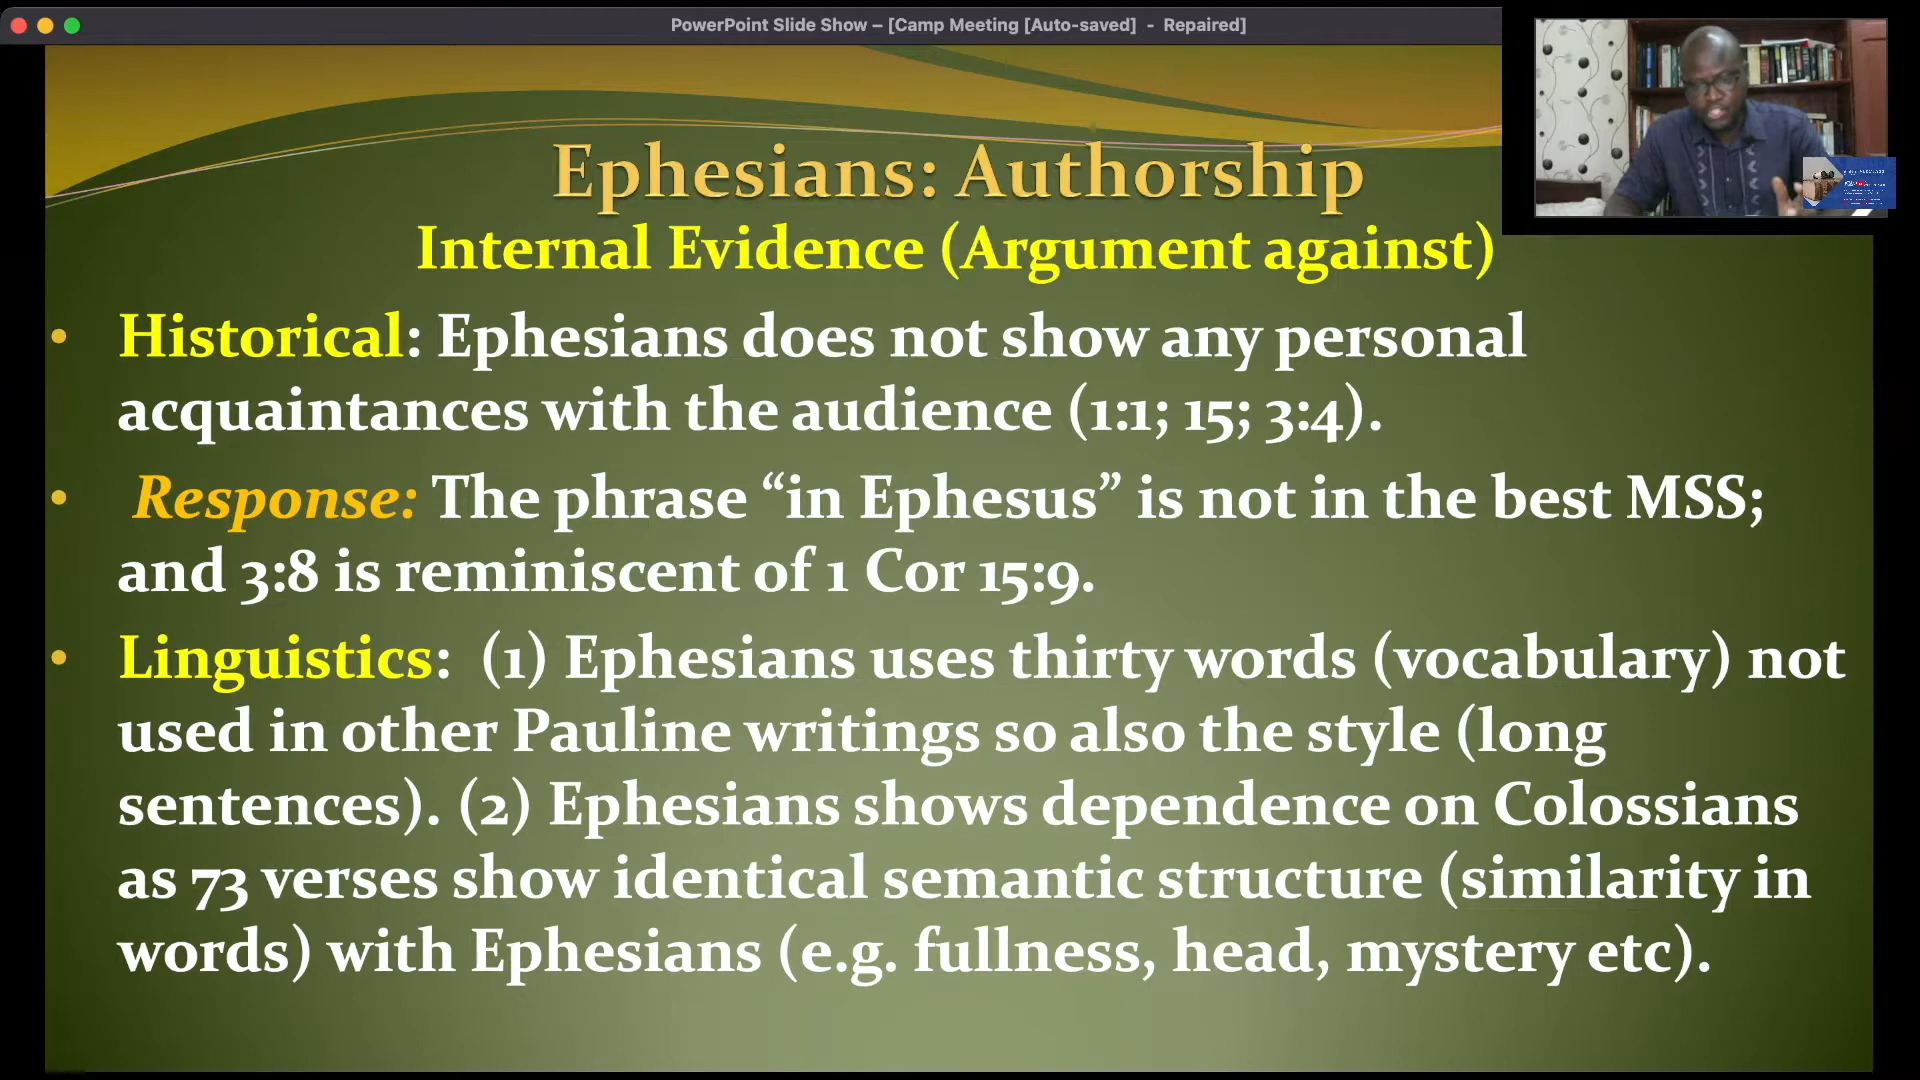 PowerPoint Slide Show – [Camp Meeting [Auto-saved]  -  Repaired]
Ephesians: Authorship
Internal Evidence (Argument against)
• Historical: Ephesians does not show any personal
acquaintances with the audience (1:1; 15; 3:4).
• Response: The phrase “in Ephesus” is not in the best MSS;
and 3:8 is reminiscent of 1 Cor 15:9.
• Linguistics: (1) Ephesians uses thirty words (vocabulary) not
used in other Pauline writings so also the style (long
sentences). (2) Ephesians shows dependence on Colossians
as 73 verses show identical semantic structure (similarity in
words) with Ephesians (e.g. fullness, head, mystery etc).